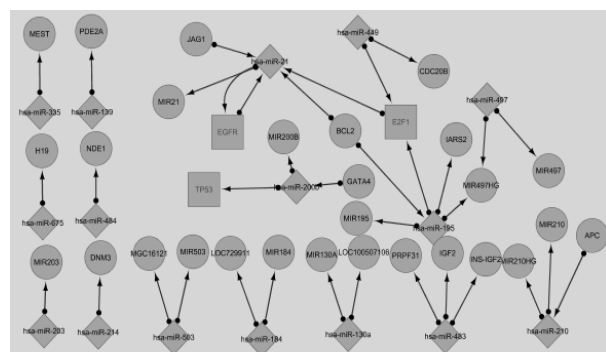 MEST
PDE2A
JAG1
hsa-miR-449
hsa-miR-21
CDC20B
hsa-miR-335
hsa-miR-139
MIR21
hsa-miR-497
EGFR
MIR200B
BCL2
E2F1
IARS2
H19
NDE1
MIR497HG
MIR497
TP53
GATA4
hsa-miR-675
hsa-miR-484
MIR195
hsa-miR-195
MIR210
APC
MIR203
DNM3
MGC16121
MIR503
LOC729911
MIR184
MIR130A
LOC100507106
PRPF31
IGF2
INS-IGF2
MIR210HG
hsa-miR-203
hsa-miR-214
hsa-miR-503
hsa-miR-184
hsa-miR-130a
hsa-miR-483
hsa-miR-210